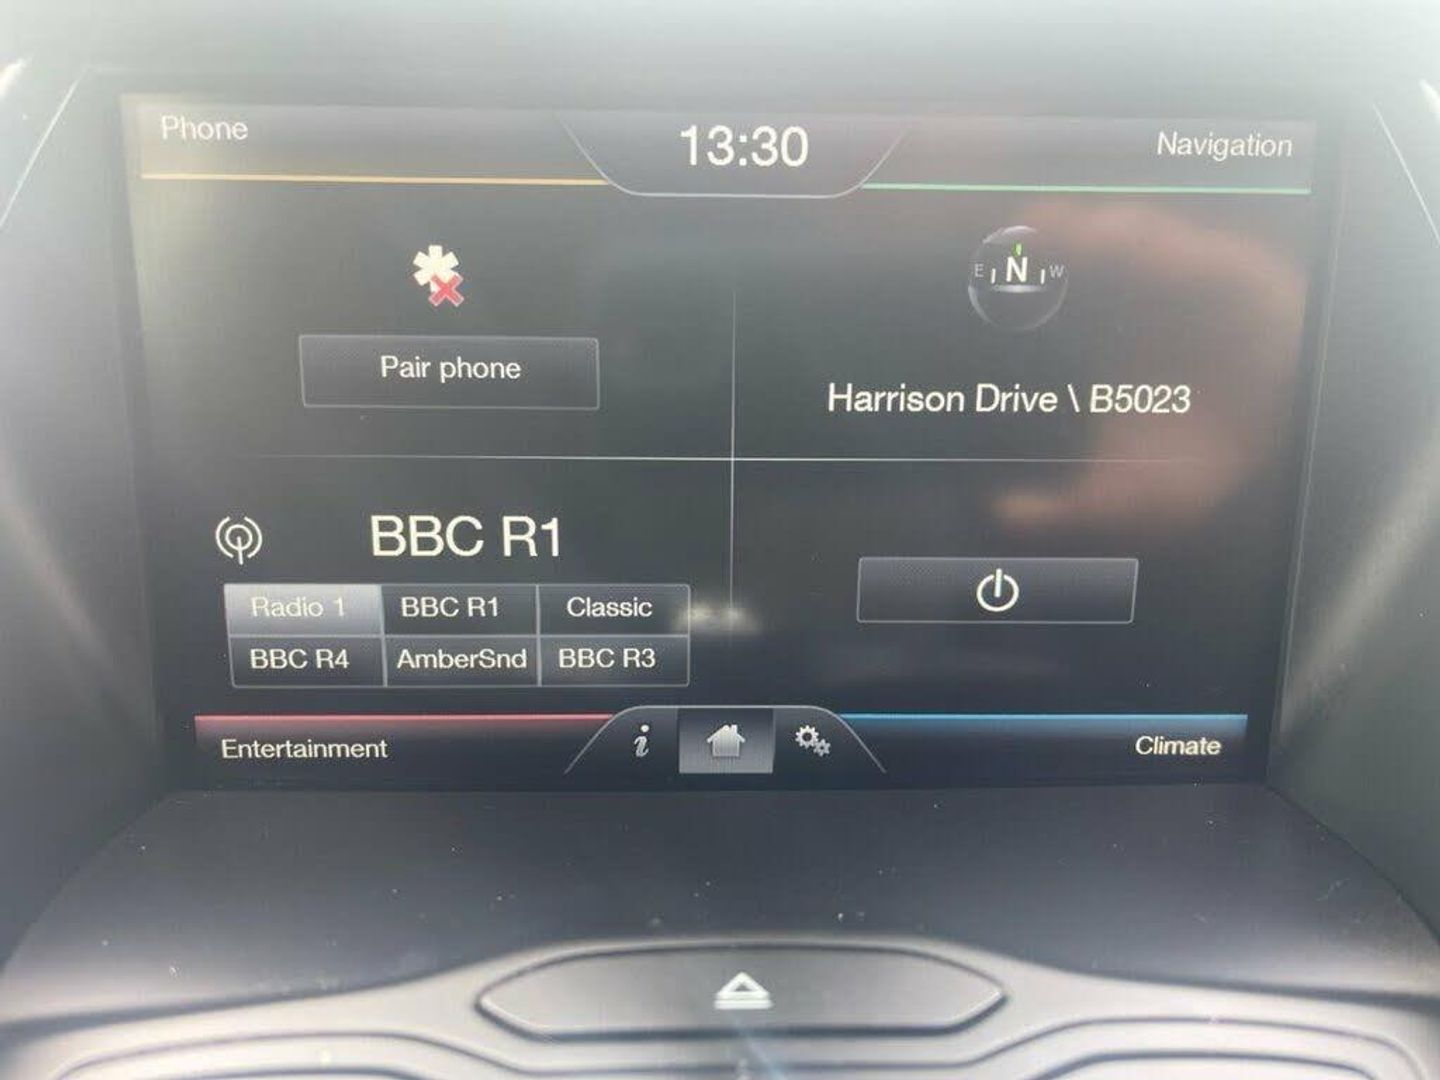 Phone
13:30
Navigation
E N W
Pair phone
Harrison Drive \ B5023
BBC R1
Radio 1 BBC R1 Classic
BBC R4 AmberSnd BBC R3
Entertainment
i
Climate